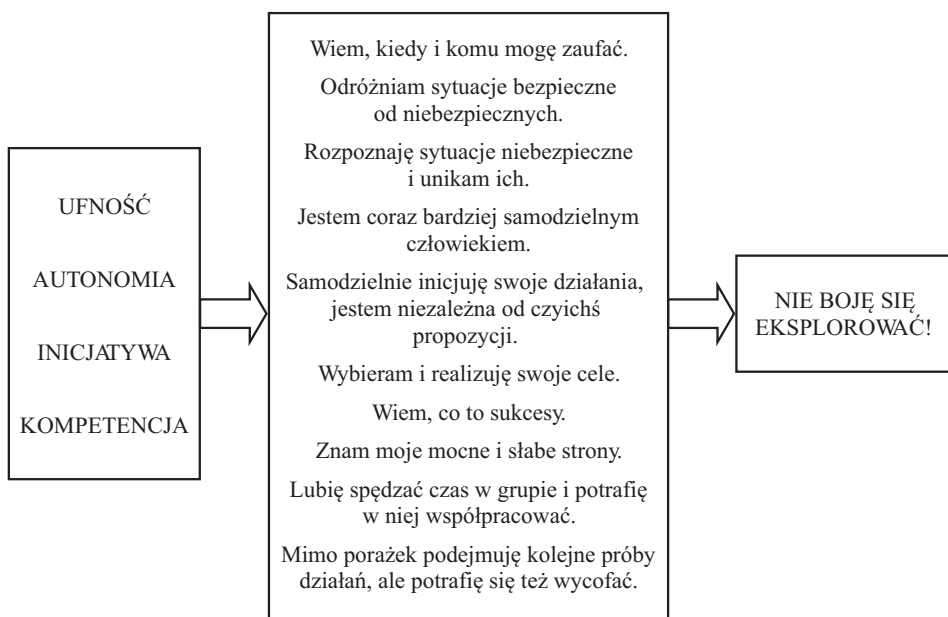 UFNOŚĆ
AUTONOMIA
INICJATYWA
KOMPETENCJA
Wiem, kiedy i komu mogę zaufać.
Odróżniam sytuacje bezpieczne
od niebezpiecznych.
Rozpoznaję sytuacje niebezpieczne
i unikam ich.
Jestem coraz bardziej samodzielnym
człowiekiem.
Samodzielnie inicjuję swoje działania,
jestem niezależna od czyichś
propozycji.
Wybieram i realizuję swoje cele.
Wiem, co to sukcesy.
Znam moje mocne i słabe strony.
Lubię spędzać czas w grupie i potrafię
w niej współpracować.
Mimo porażek podejmuję kolejne próby
działań, ale potrafię się też wycofać.
NIE BOJĘ SIĘ
EKSPLOROWAĆ!